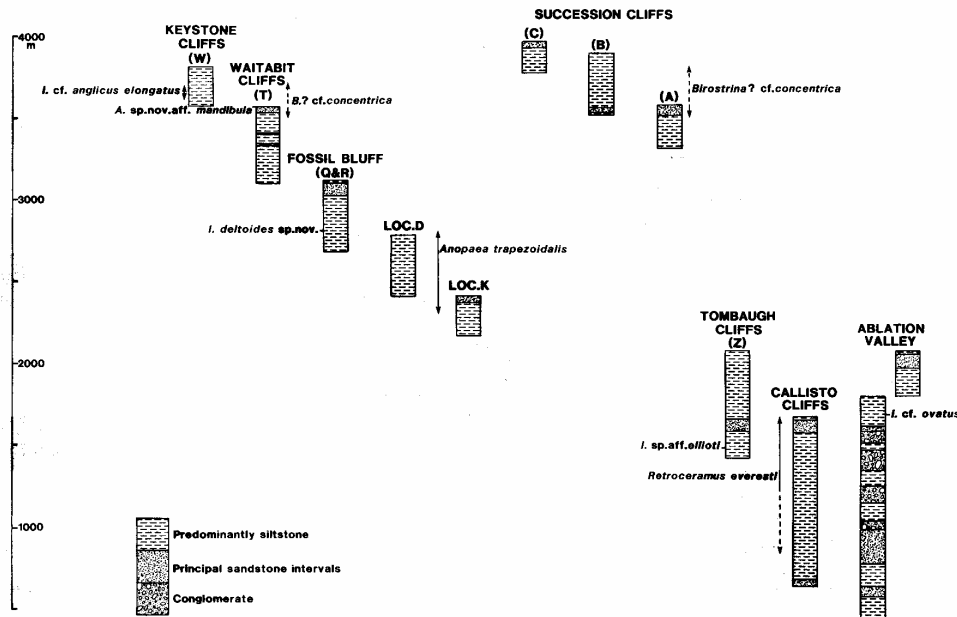 SUCCESSION CLIFFS
4000
m
KEYSTONE
CLIFFS
(W)
(C)
(B)
WAITABIT
CLIFFS
(T)
(A)
I. cf. anglicus elongatus
B.? cf. concentrica
Birostrina? cf. concentrica
A. sp.nov.aff. mandibula
FOSSIL BLUFF
(Q&R)
3000
I. deltoides sp.nov.
LOC.D
Anopaea trapezoidalis
LOC.K
TOMBAUGH
CLIFFS
(Z)
ABLATION
VALLEY
2000
CALLISTO
CLIFFS
I. cf. ovatus
I. sp.aff. ellioti
Retroceramus everesti
1000
Predominantly siltstone
Principal sandstone intervals
Conglomerate